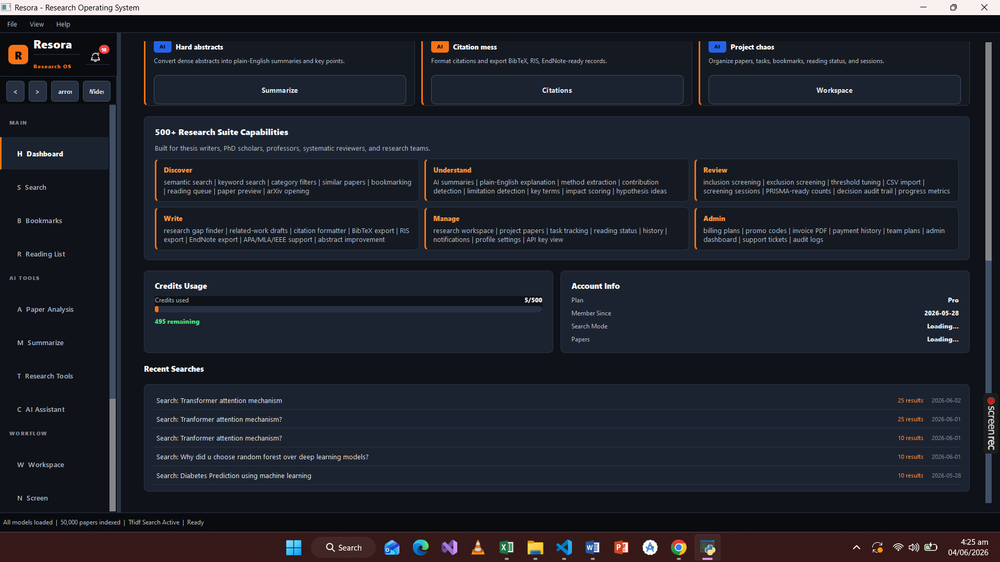 Resora - Research Operating System
File View Help
R
Resora
Research OS
10
< > arrov Wider
MAIN
H Dashboard
S Search
B Bookmarks
R Reading List
AI TOOLS
A Paper Analysis
M Summarize
T Research Tools
C AI Assistant
WORKFLOW
W Workspace
N Screen
AI Hard abstracts
Convert dense abstracts into plain-English summaries and key points.
Summarize
AI Citation mess
Format citations and export BibTeX, RIS, EndNote-ready records.
Citations
AI Project chaos
Organize papers, tasks, bookmarks, reading status, and sessions.
Workspace
500+ Research Suite Capabilities
Built for thesis writers, PhD scholars, professors, systematic reviewers, and research teams.
Discover
semantic search | keyword search | category filters | similar papers | bookmarking
| reading queue | paper preview | arXiv opening
Understand
AI summaries | plain-English explanation | method extraction | contribution
detection | limitation detection | key terms | impact scoring | hypothesis ideas
Review
inclusion screening | exclusion screening | threshold tuning | CSV import |
screening sessions | PRISMA-ready counts | decision audit trail | progress metrics
Write
research gap finder | related-work drafts | citation formatter | BibTeX export | RIS
export | EndNote export | APA/MLA/IEEE support | abstract improvement
Manage
research workspace | project papers | task tracking | reading status | history |
notifications | profile settings | API key view
Admin
billing plans | promo codes | invoice PDF | payment history | team plans | admin
dashboard | support tickets | audit logs
Credits Usage
Credits used 5/500
495 remaining
Account Info
Plan Pro
Member Since 2026-05-28
Search Mode Loading...
Papers Loading...
Recent Searches
Search: Transformer attention mechanism 25 results 2026-06-02
Search: Tranformer attention mechanism? 25 results 2026-06-01
Search: Tranformer attention mechanism? 10 results 2026-06-01
Search: Why did u choose random forest over deep learning models? 10 results 2026-06-01
Search: Diabetes Prediction using machine learning 10 results 2026-05-28
screenrec
All models loaded | 50,000 papers indexed | Tfidf Search Active | Ready
Search
4:25 am
04/06/2026